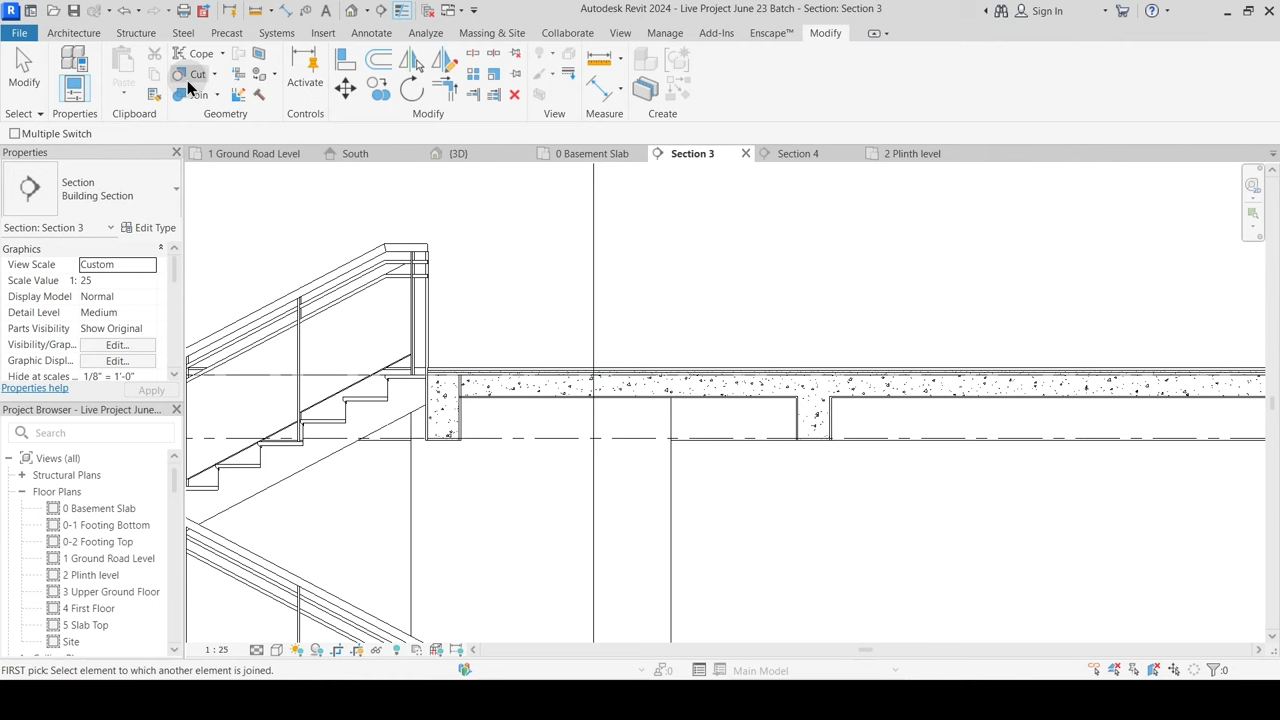 Autodesk Revit 2024 - Live Project June 23 Batch - Section: Section 3
Sign In
File Architecture Structure Steel Precast Systems Insert Annotate Analyze Massing & Site Collaborate View Manage Add-Ins Enscape™ Modify
Modify
Paste
Cope
Cut
Join
Activate
Select Properties Clipboard Geometry Controls Modify View Measure Create
Multiple Switch
Properties
1 Ground Road Level South {3D} 0 Basement Slab Section 3 Section 4 2 Plinth level
Section
Building Section
Section: Section 3 Edit Type
Graphics
View Scale Custom
Scale Value 1: 25
Display Model Normal
Detail Level Medium
Parts Visibility Show Original
Visibility/Grap... Edit...
Graphic Displ... Edit...
Hide at scales ... 1/8" = 1'-0"
Properties help Apply
Project Browser - Live Project June...
Search
Views (all)
Structural Plans
Floor Plans
0 Basement Slab
0-1 Footing Bottom
0-2 Footing Top
1 Ground Road Level
2 Plinth level
3 Upper Ground Floor
4 First Floor
5 Slab Top
Site
1 : 25
FIRST pick: Select element to which another element is joined.
:0
Main Model
:0